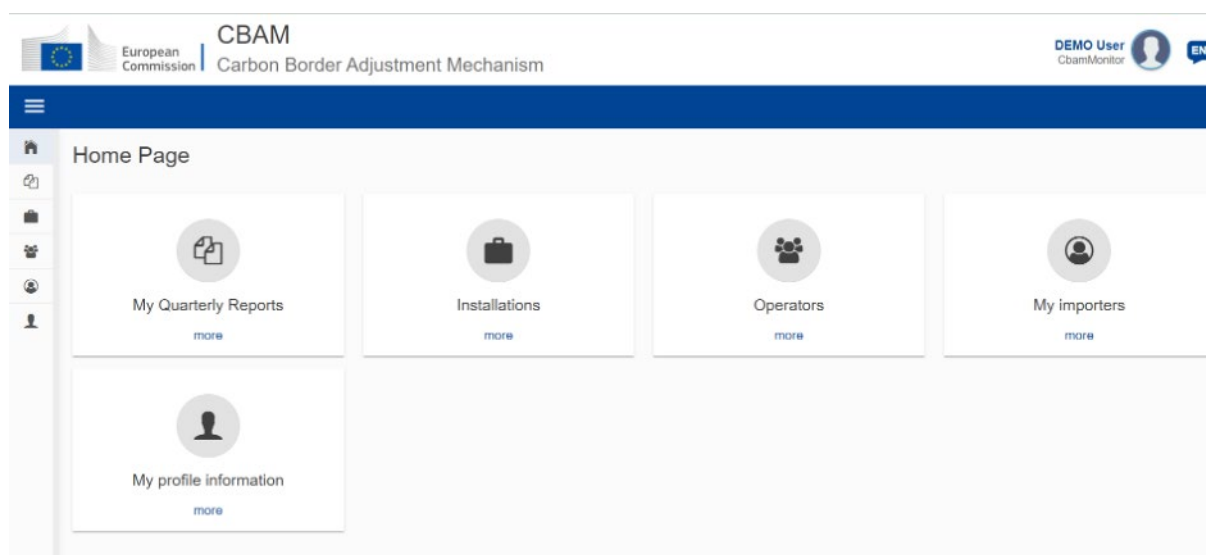 European
Commission
CBAM
Carbon Border Adjustment Mechanism
DEMO User
CbamMonitor
EN
Home Page
My Quarterly Reports
more
Installations
more
Operators
more
My importers
more
My profile information
more